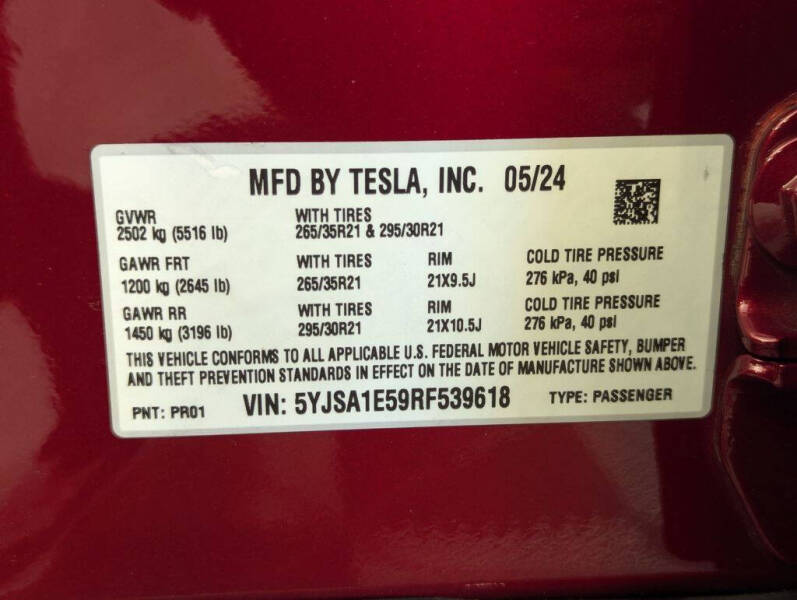 MFD BY TESLA, INC. 05/24
GVWR WITH TIRES
2502 kg (5516 lb) 265/35R21 & 295/30R21
GAWR FRT WITH TIRES RIM COLD TIRE PRESSURE
1200 kg (2645 lb) 265/35R21 21X9.5J 276 kPa, 40 psi
GAWR RR WITH TIRES RIM COLD TIRE PRESSURE
1450 kg (3196 lb) 295/30R21 21X10.5J 276 kPa, 40 psi
THIS VEHICLE CONFORMS TO ALL APPLICABLE U.S. FEDERAL MOTOR VEHICLE SAFETY, BUMPER
AND THEFT PREVENTION STANDARDS IN EFFECT ON THE DATE OF MANUFACTURE SHOWN ABOVE.
PNT: PR01 VIN: 5YJSA1E59RF539618 TYPE: PASSENGER